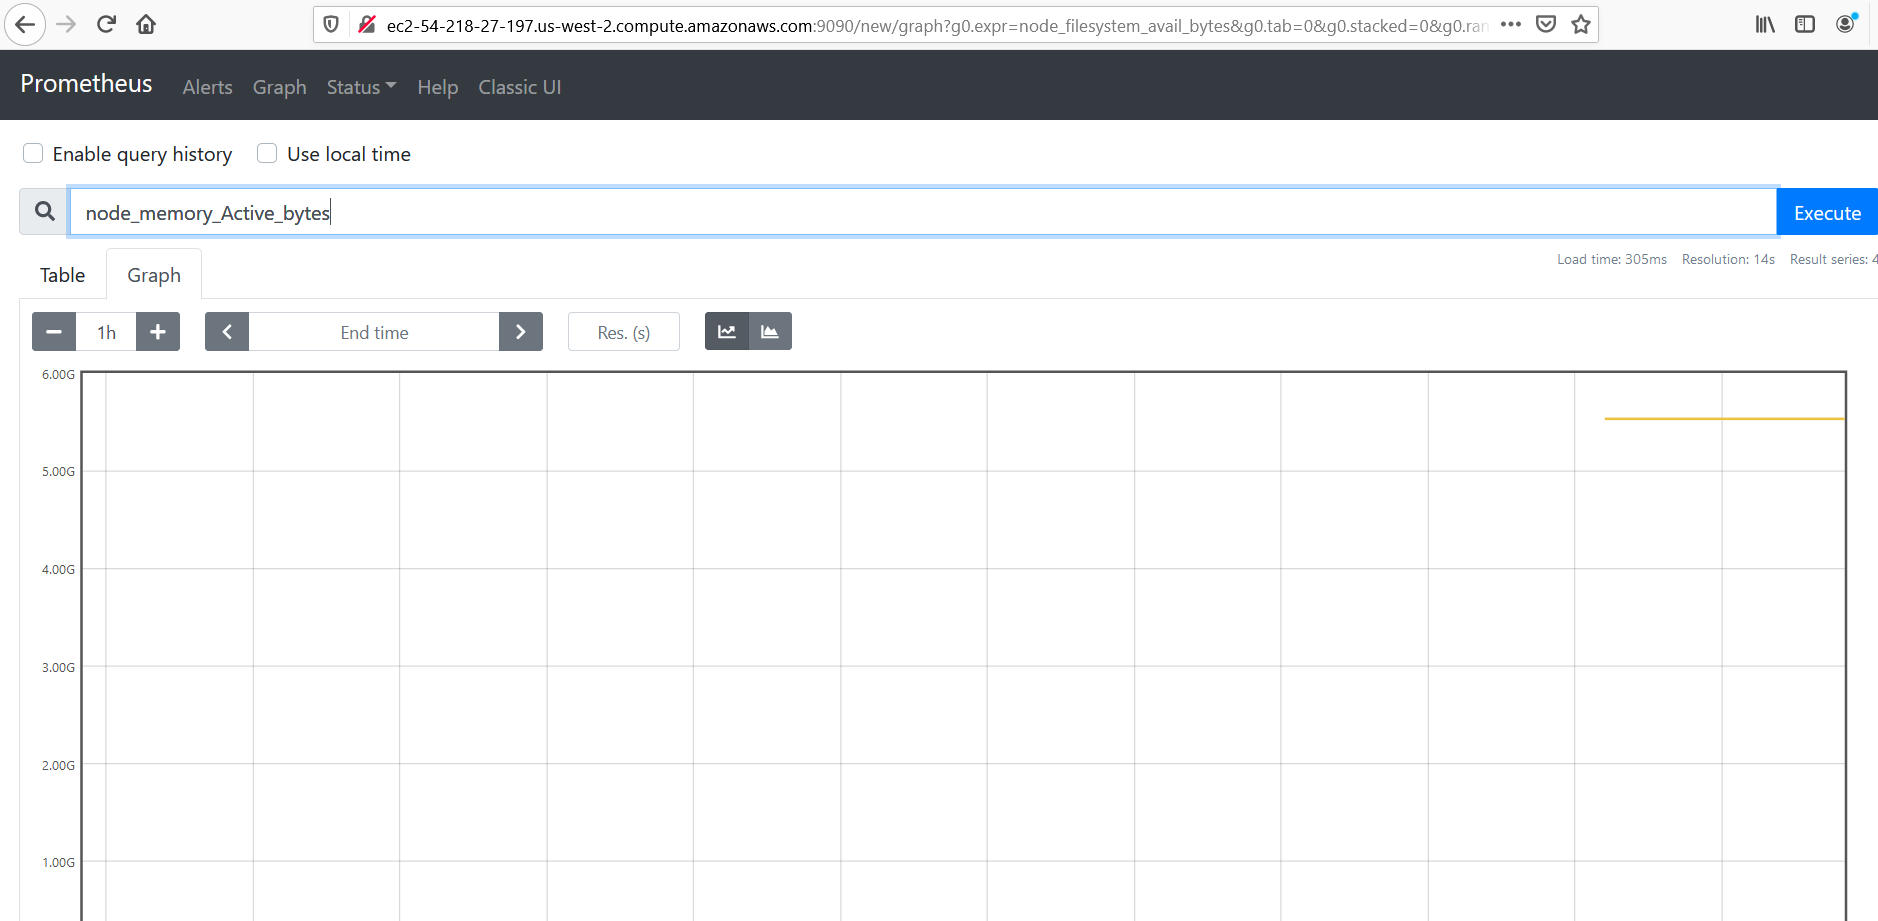 ec2-54-218-27-197.us-west-2.compute.amazonaws.com:9090/new/graph?g0.expr=node_filesystem_avail_bytes&g0.tab=0&g0.stacked=0&g0.ran
Prometheus Alerts Graph Status Help Classic UI
Enable query history Use local time
node_memory_Active_bytes Execute
Load time: 305ms Resolution: 14s Result series: 4
Table Graph
1h End time Res. (s)
6.00G
5.00G
4.00G
3.00G
2.00G
1.00G